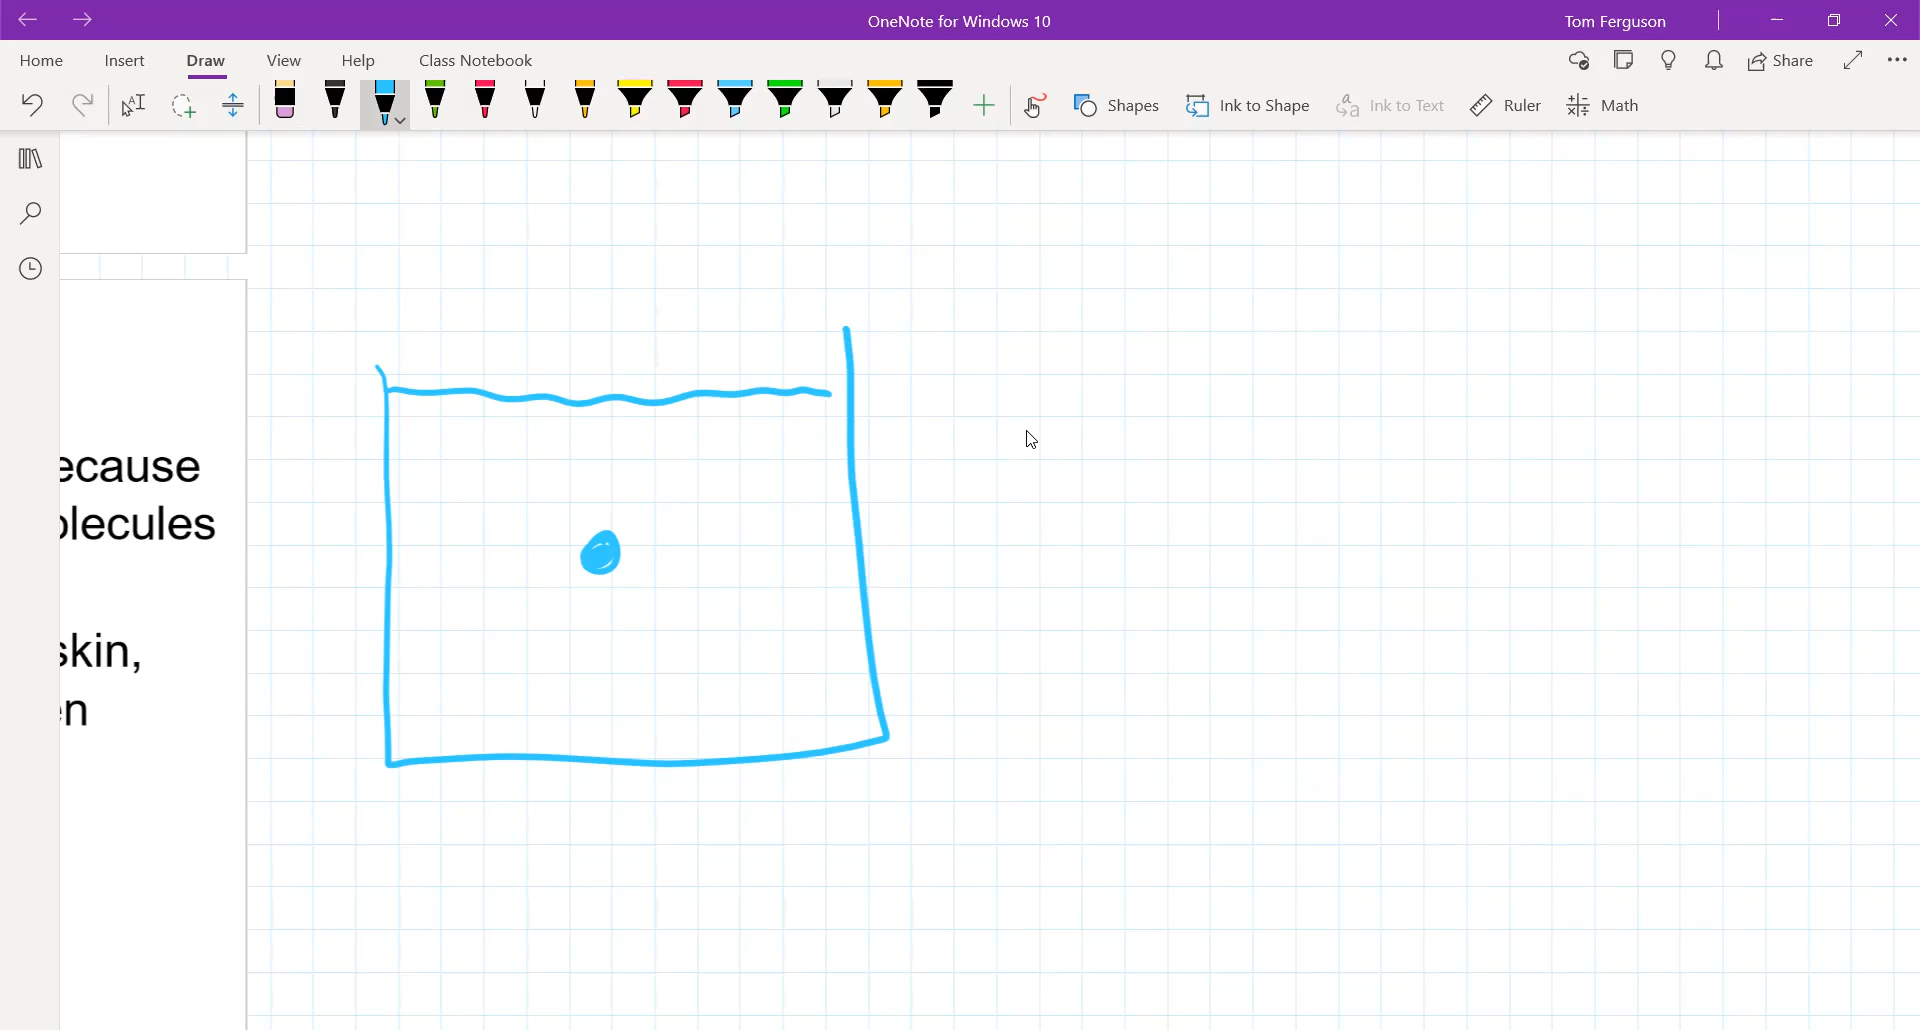 OneNote for Windows 10
Tom Ferguson
Home Insert Draw View Help Class Notebook
Share
Shapes Ink to Shape Ink to Text Ruler Math
ecause
olecules
skin,
n